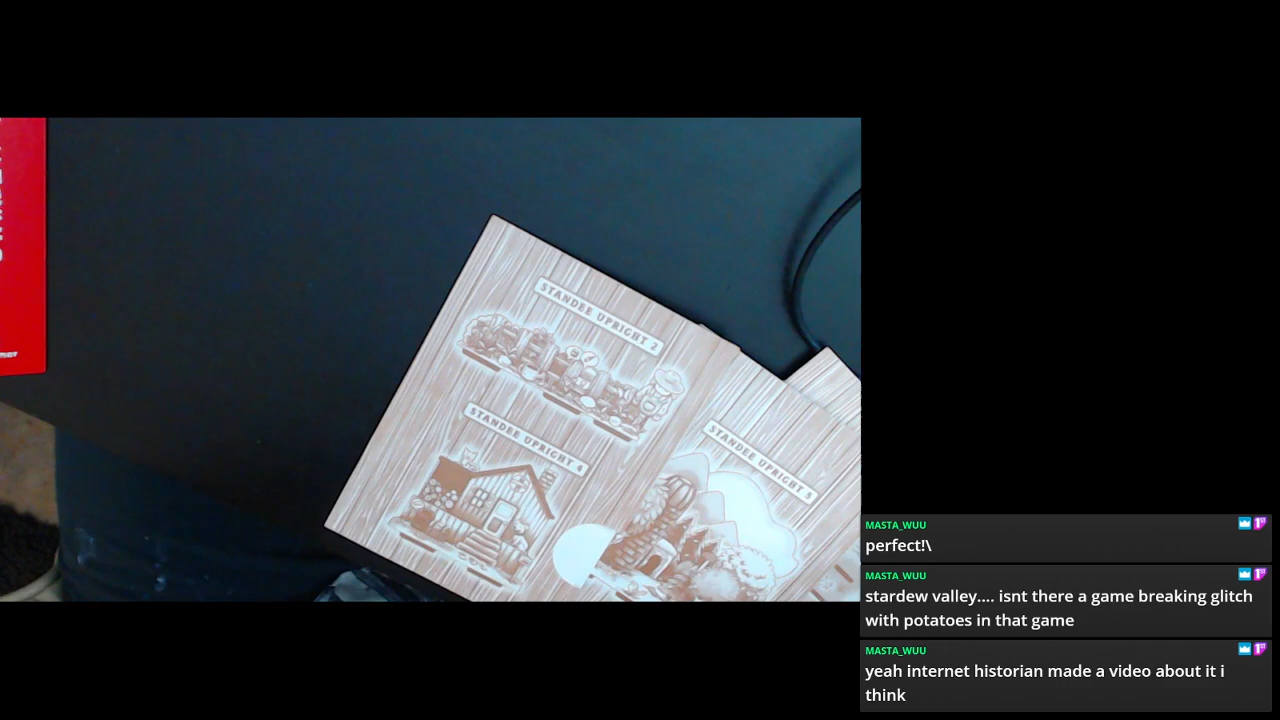 STANDEE UPRIGHT 2
STANDEE UPRIGHT 4
STANDEE UPRIGHT 5
MASTA_WUU
perfect!\
MASTA_WUU
stardew valley.... isnt there a game breaking glitch
with potatoes in that game
MASTA_WUU
yeah internet historian made a video about it i
think